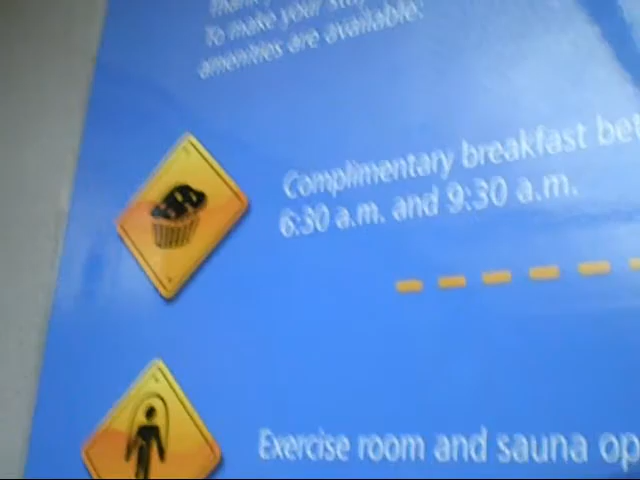 To make your stay
amenities are available:
Complimentary breakfast bet
6:30 a.m. and 9:30 a.m.
Exercise room and sauna op